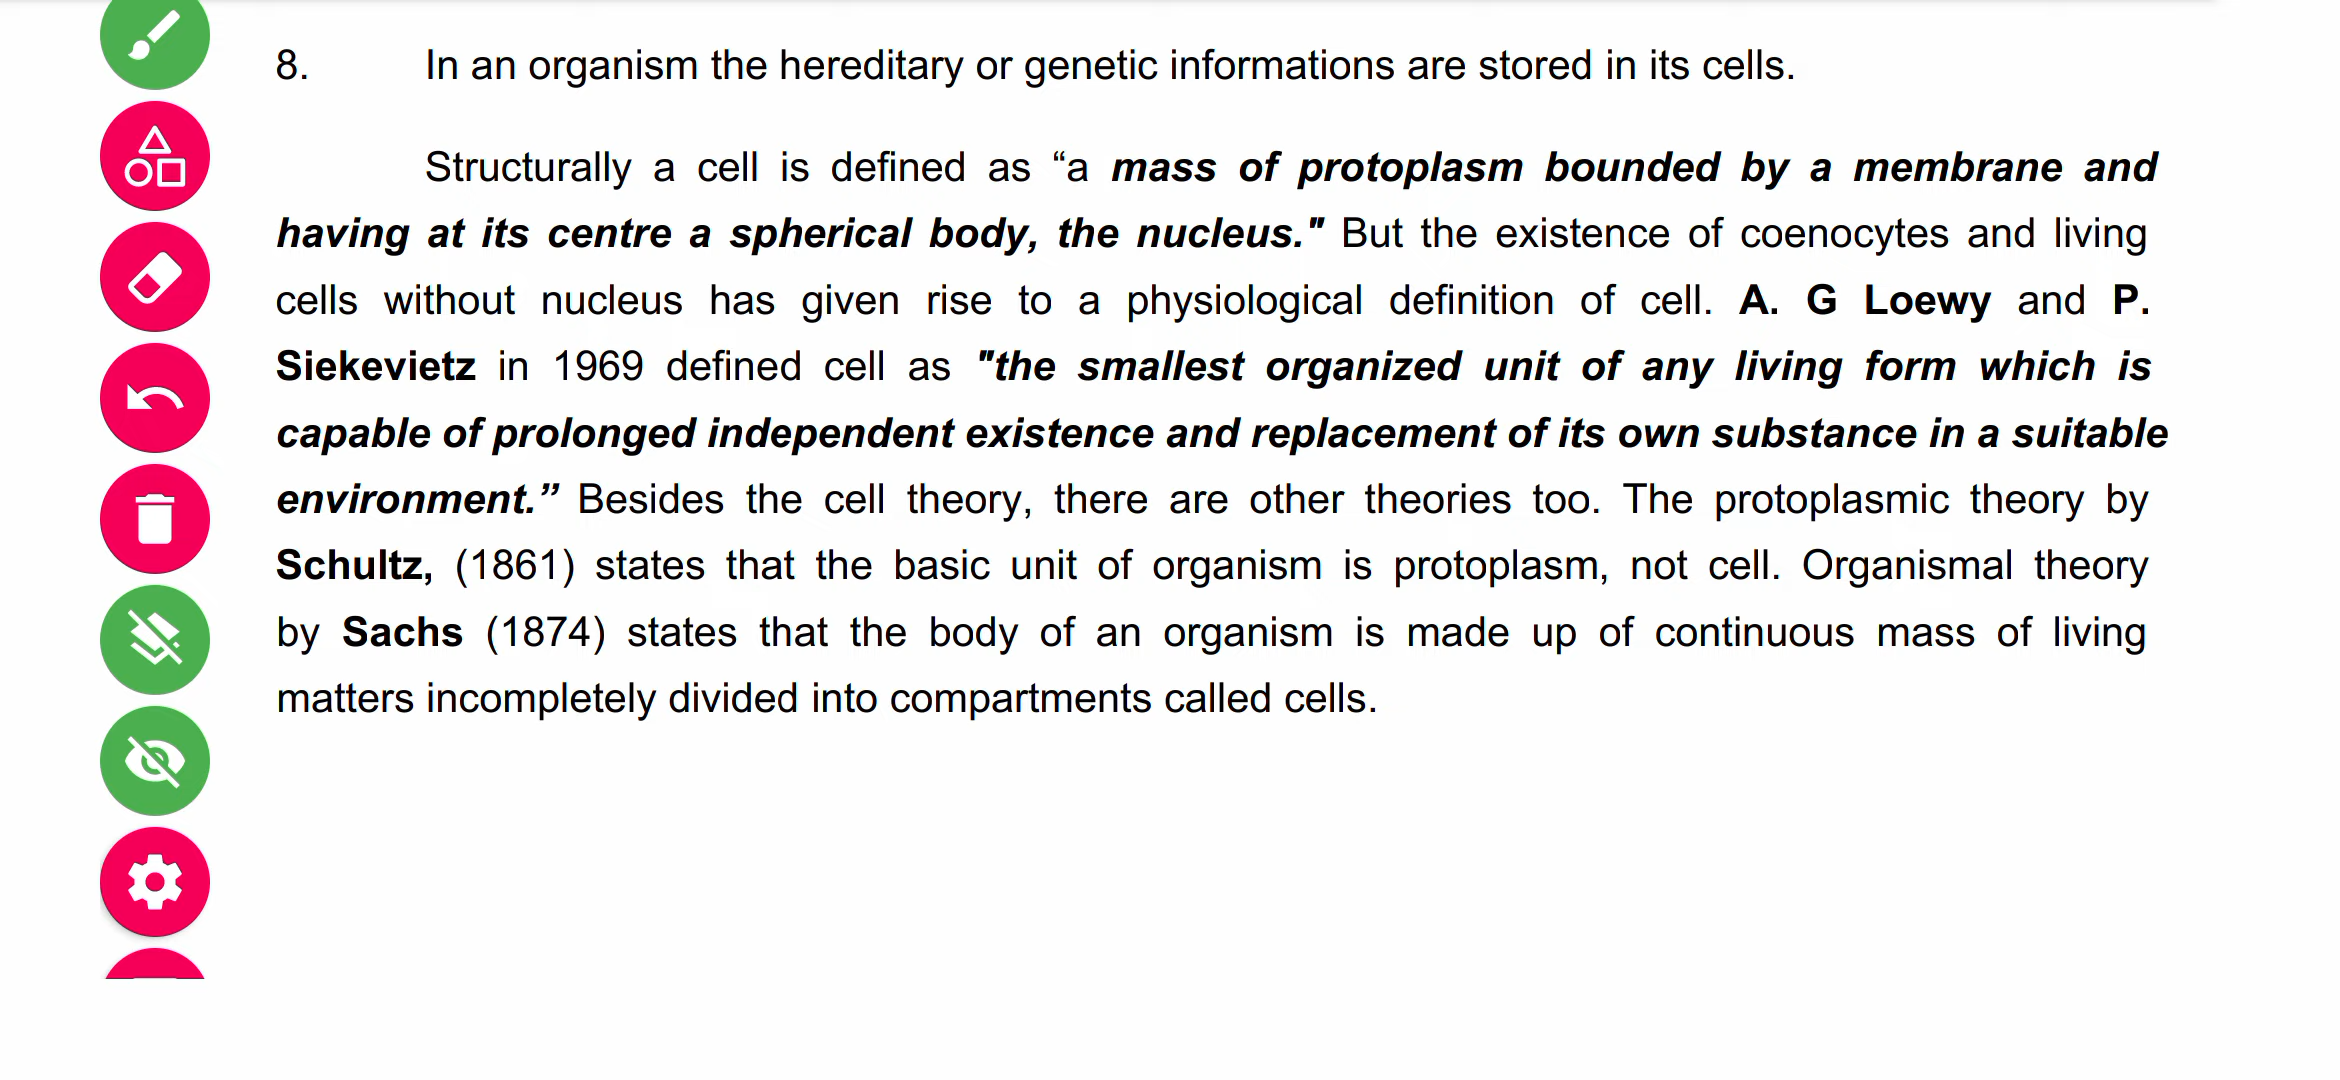 8. In an organism the hereditary or genetic informations are stored in its cells.
Structurally a cell is defined as “a mass of protoplasm bounded by a membrane and
having at its centre a spherical body, the nucleus." But the existence of coenocytes and living
cells without nucleus has given rise to a physiological definition of cell. A. G Loewy and P.
Siekevietz in 1969 defined cell as "the smallest organized unit of any living form which is
capable of prolonged independent existence and replacement of its own substance in a suitable
environment.” Besides the cell theory, there are other theories too. The protoplasmic theory by
Schultz, (1861) states that the basic unit of organism is protoplasm, not cell. Organismal theory
by Sachs (1874) states that the body of an organism is made up of continuous mass of living
matters incompletely divided into compartments called cells.